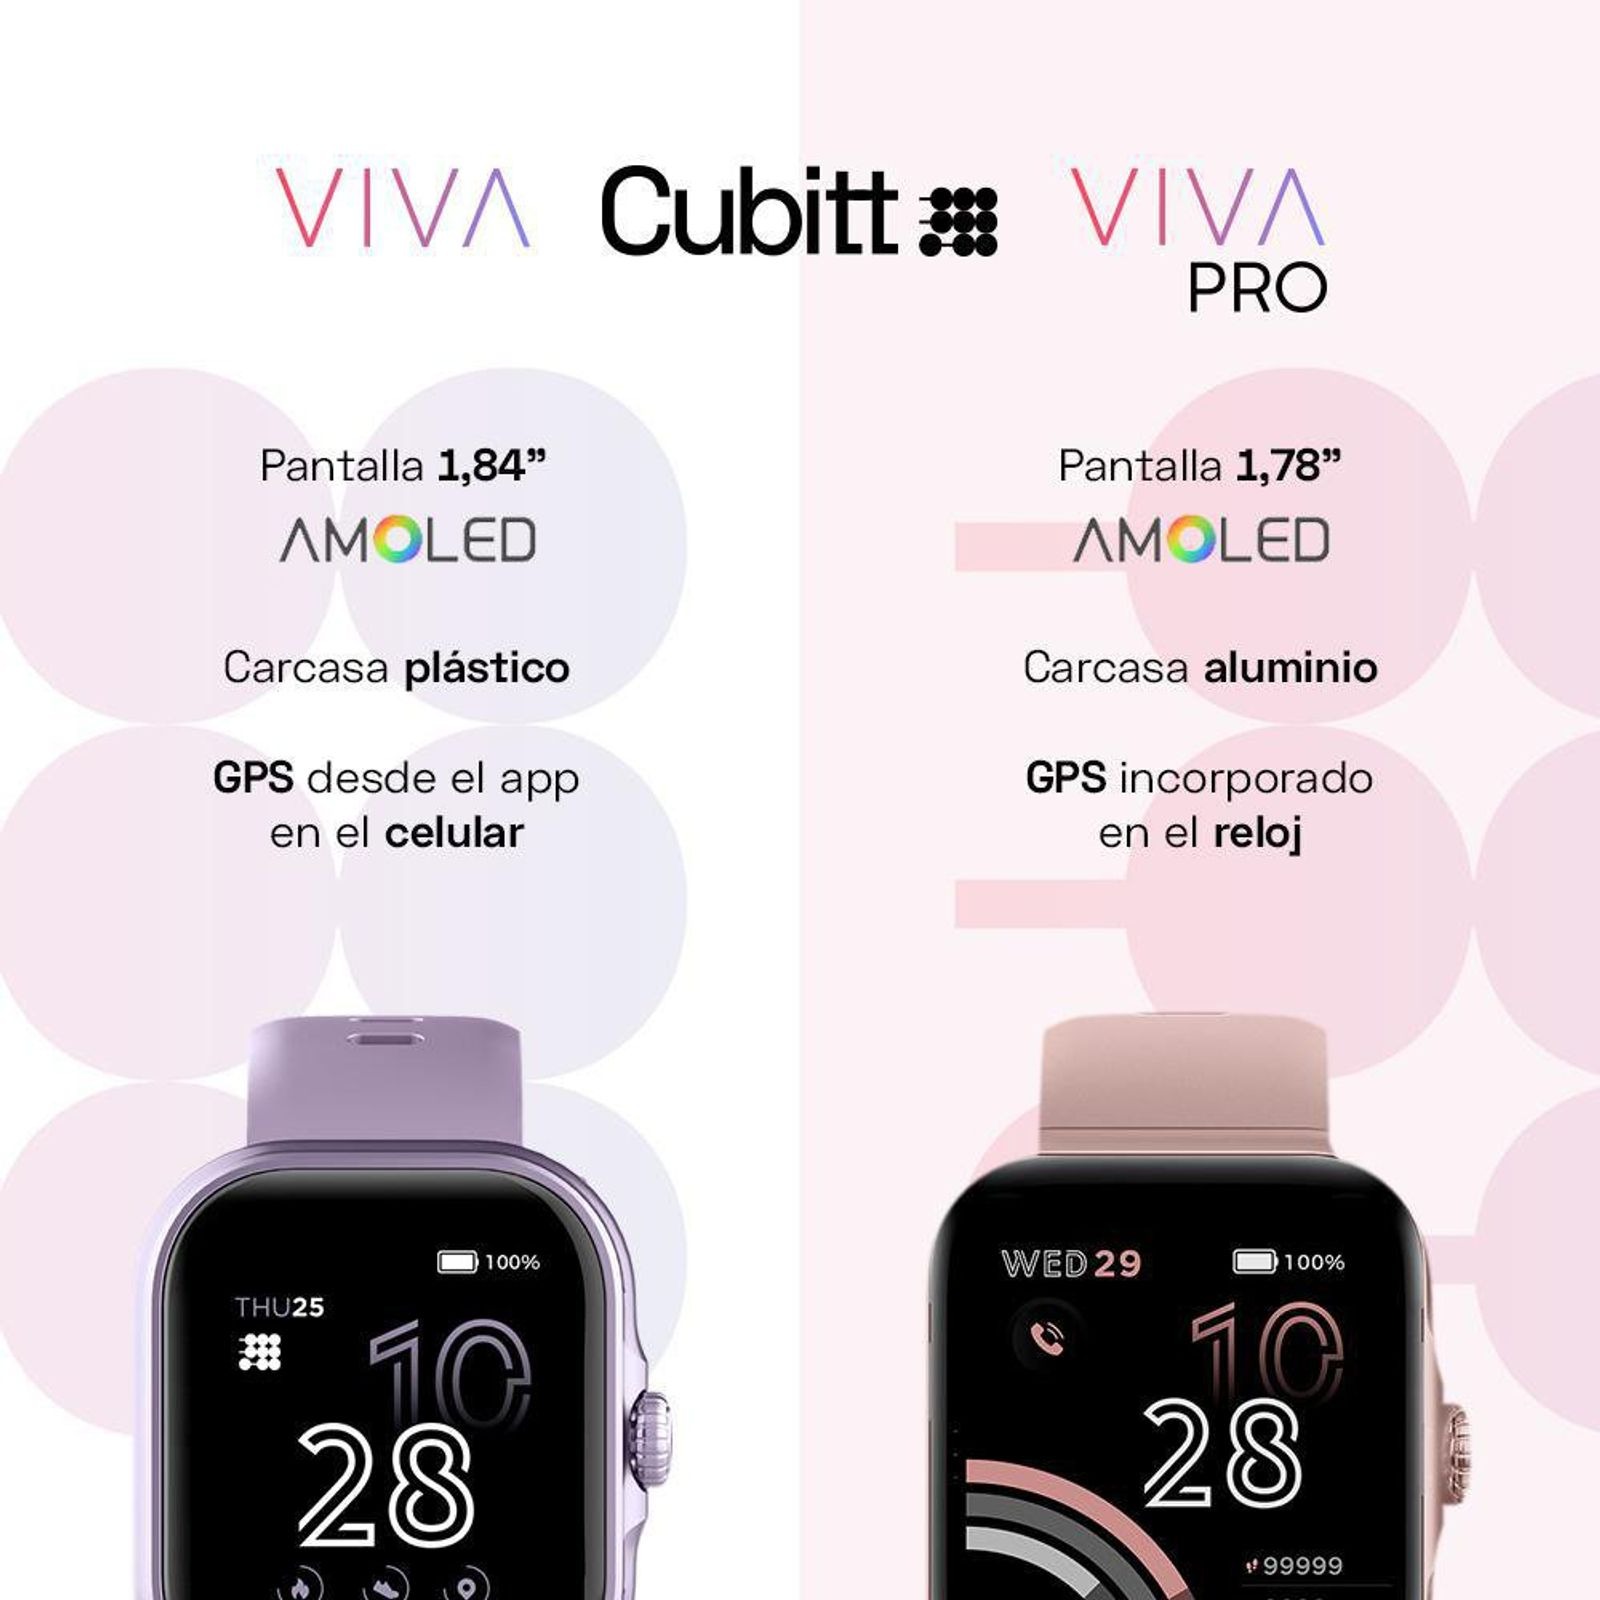 VIVA
Cubitt
VIVA
PRO
Pantalla 1,84”
AMOLED
Carcasa plástico
GPS desde el app
en el celular
Pantalla 1,78”
AMOLED
Carcasa aluminio
GPS incorporado
en el reloj
100%
THU25
10
28
WED 29
100%
10
28
99999